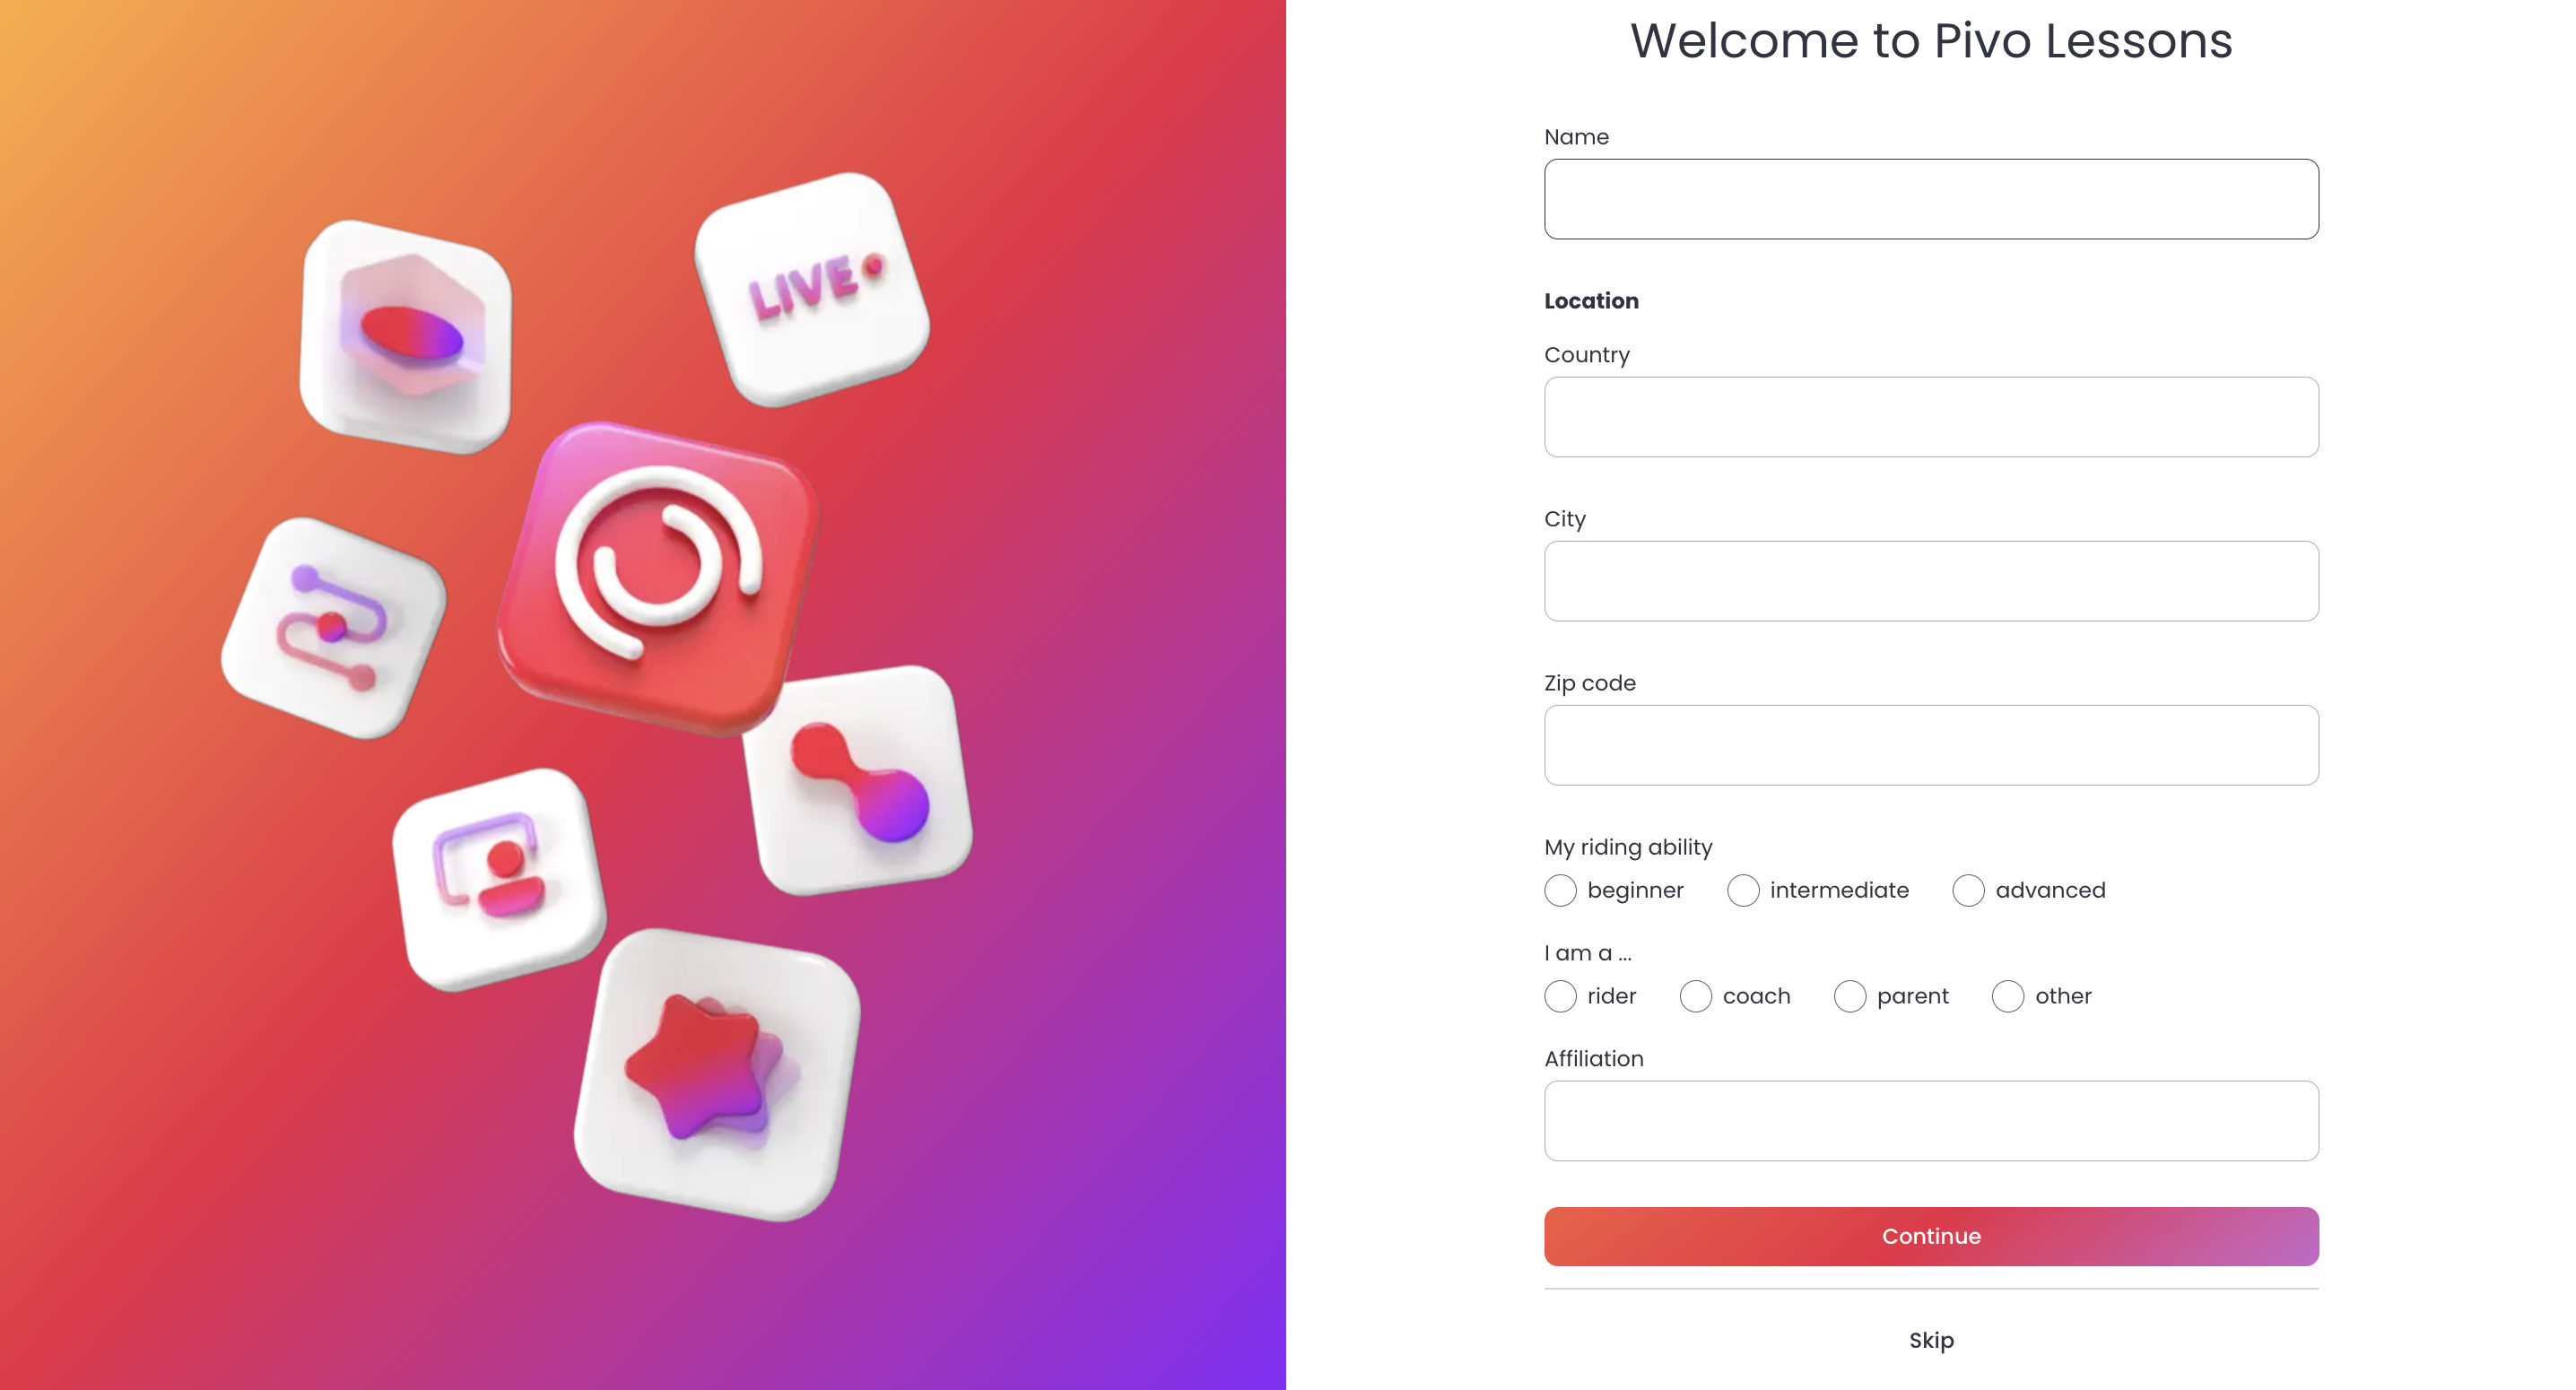 LIVE
Welcome to Pivo Lessons
Name
Location
Country
City
Zip code
My riding ability
beginner intermediate advanced
I am a ...
rider coach parent other
Affiliation
Continue
Skip